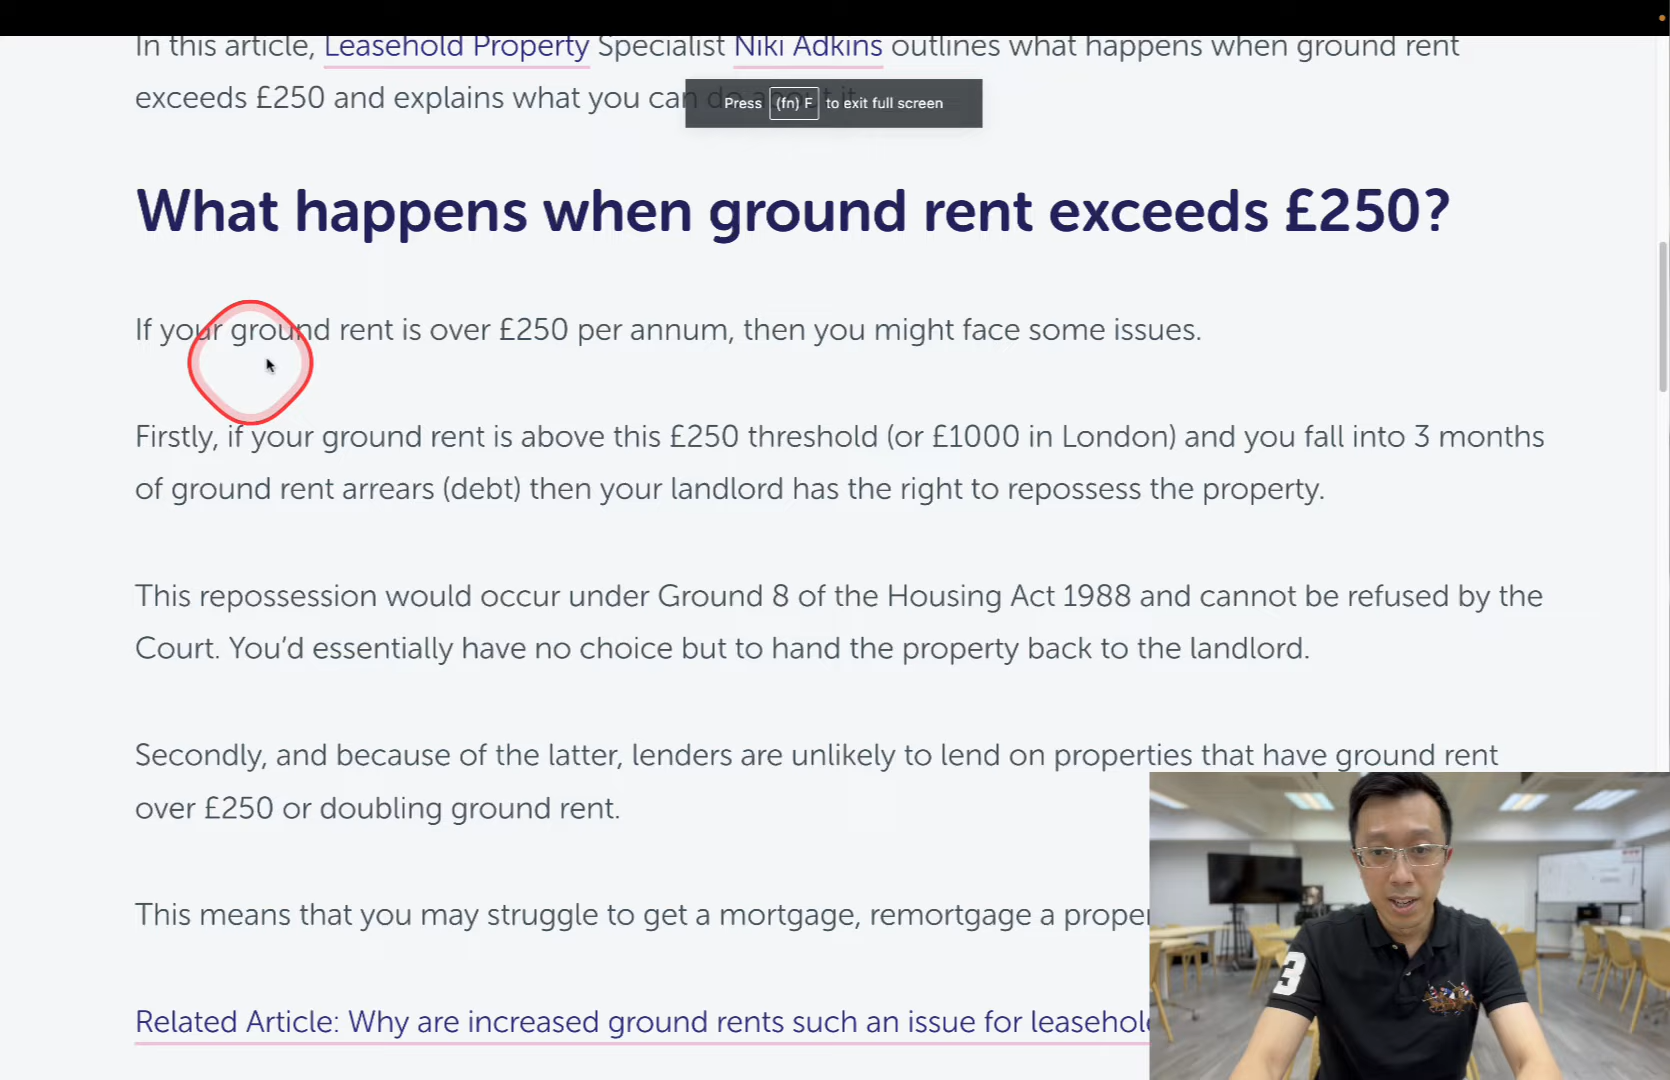 In this article, Leasehold Property Specialist Niki Adkins outlines what happens when ground rent
exceeds £250 and explains what you can do about it.
Press (fn) F to exit full screen
What happens when ground rent exceeds £250?
If your ground rent is over £250 per annum, then you might face some issues.
Firstly, if your ground rent is above this £250 threshold (or £1000 in London) and you fall into 3 months
of ground rent arrears (debt) then your landlord has the right to repossess the property.
This repossession would occur under Ground 8 of the Housing Act 1988 and cannot be refused by the
Court. You’d essentially have no choice but to hand the property back to the landlord.
Secondly, and because of the latter, lenders are unlikely to lend on properties that have ground rent
over £250 or doubling ground rent.
This means that you may struggle to get a mortgage, remortgage a proper
Related Article: Why are increased ground rents such an issue for leasehol
3